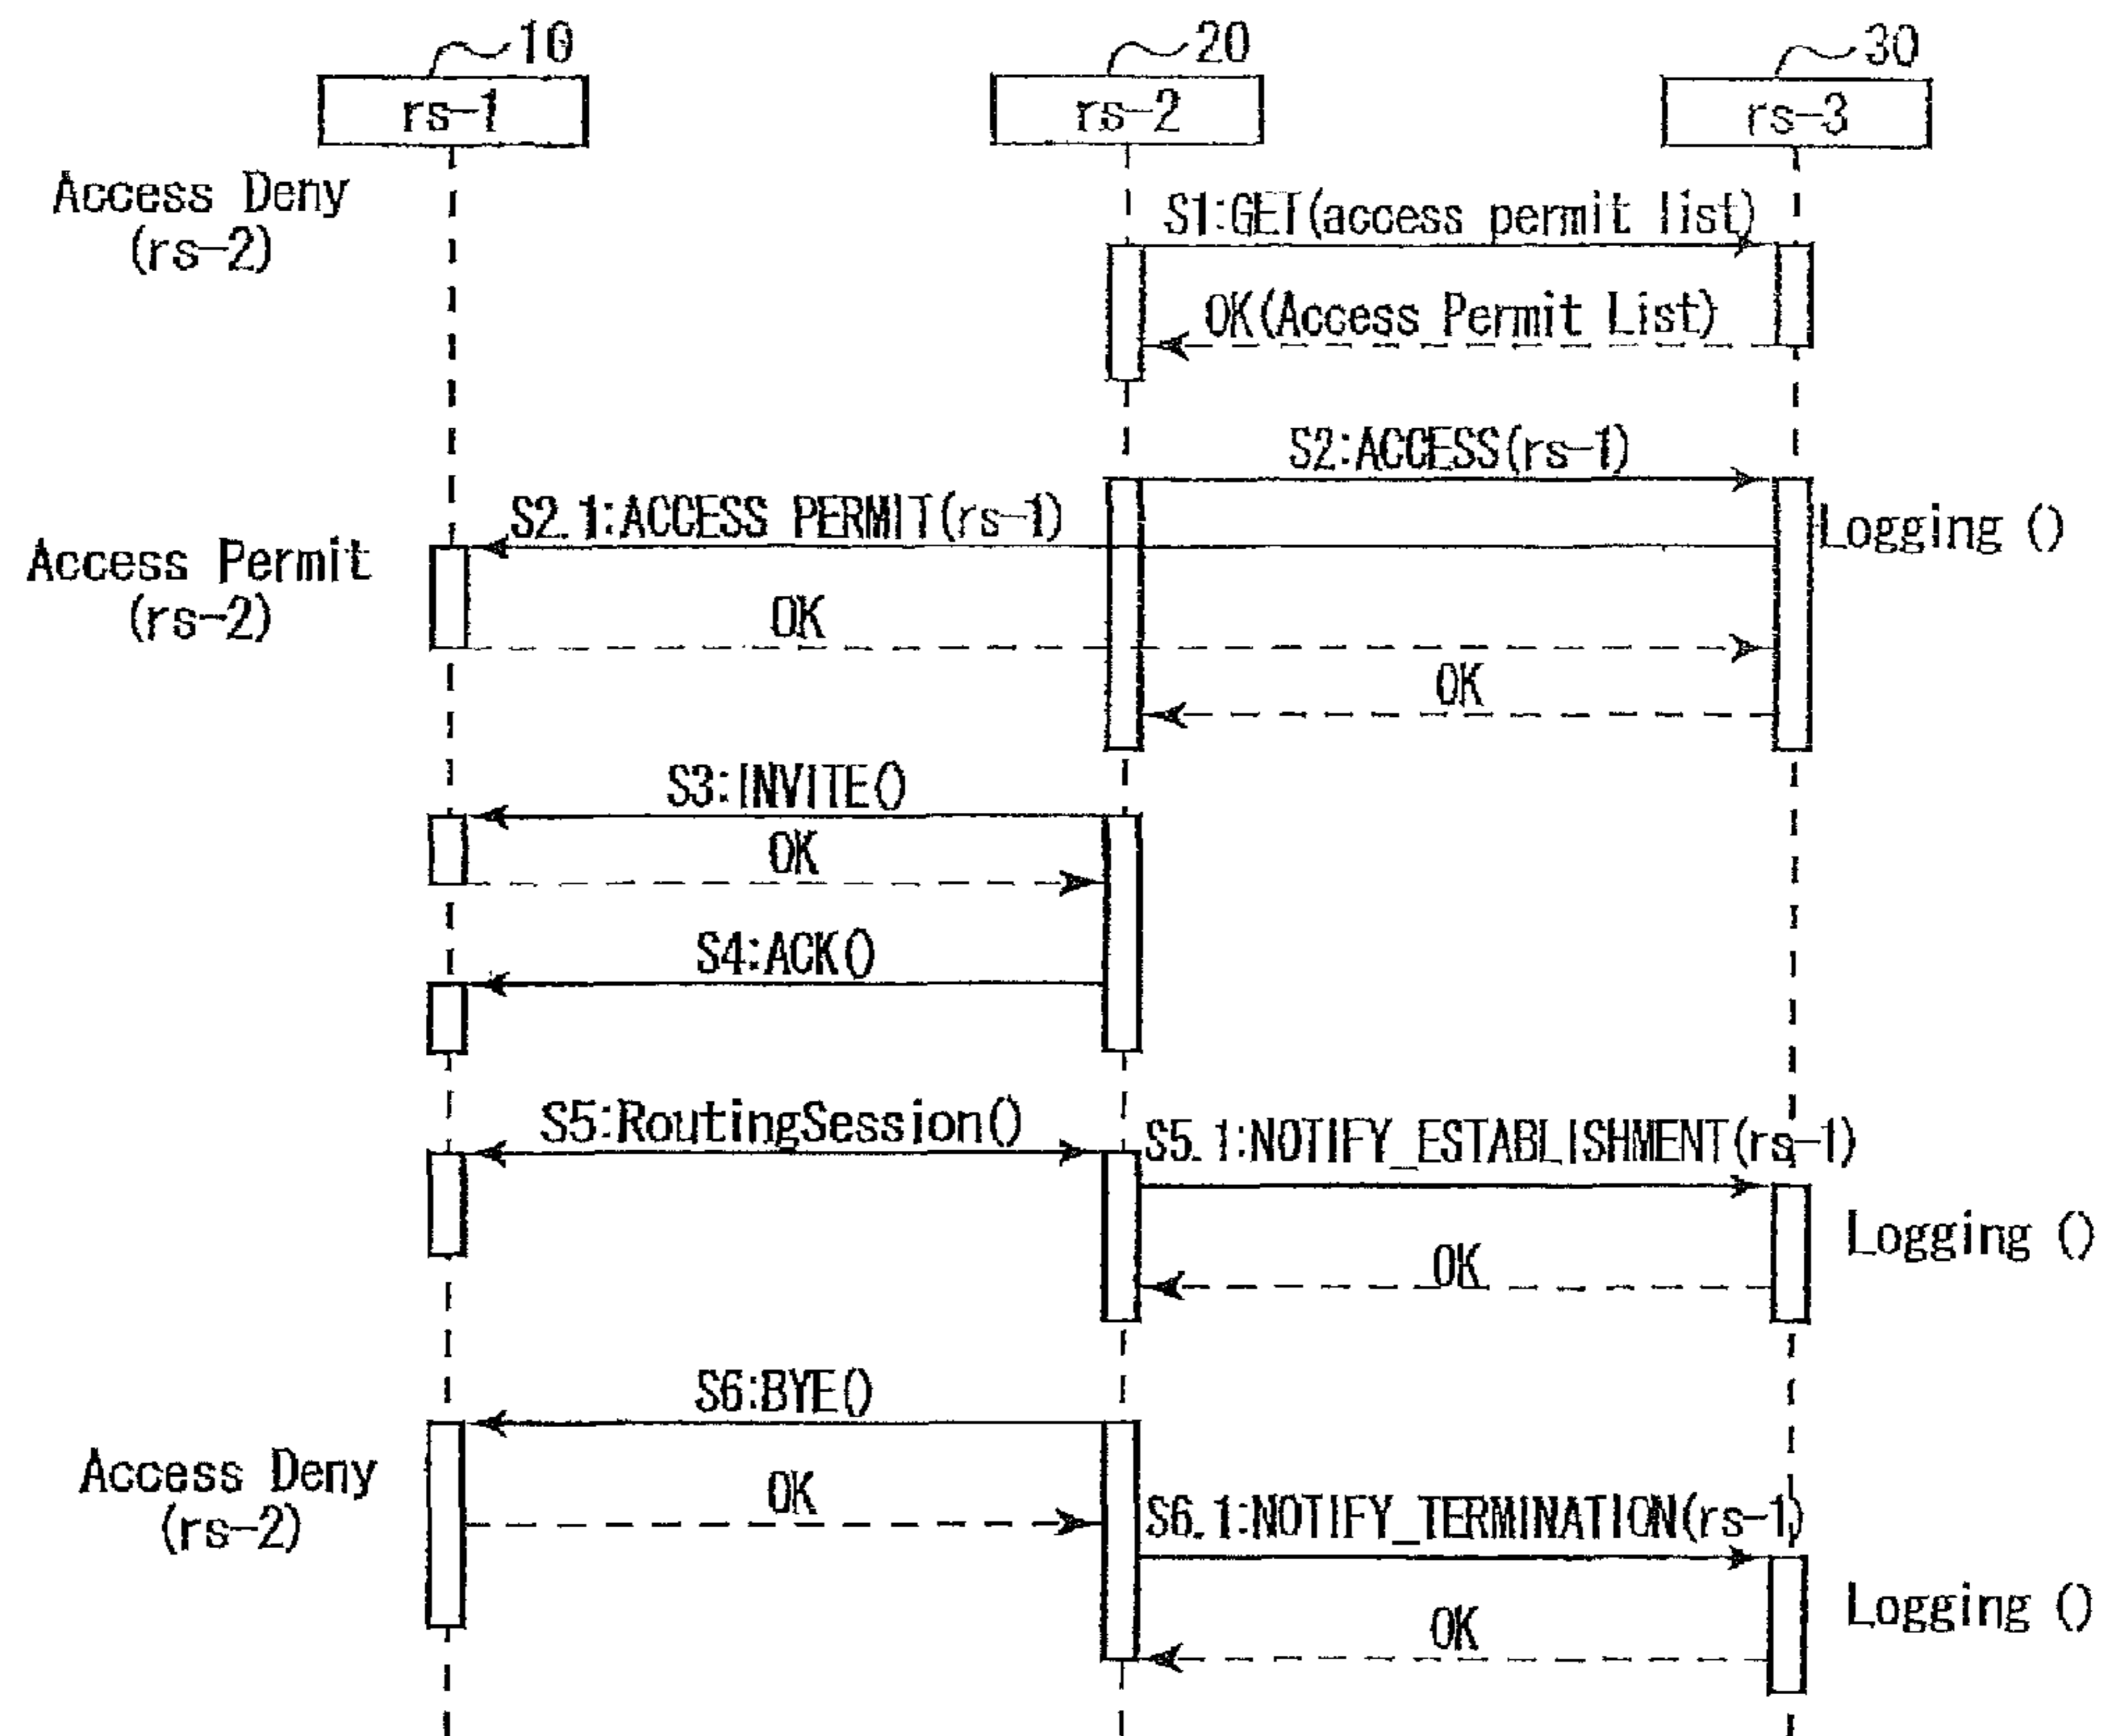 10
20
30
rs-1
rs-2
rs-3
Access Deny
(rs-2)
S1:GET(access permit list)
OK(Access Permit List)
S2:ACCESS(rs-1)
S2.1:ACCESS PERMIT(rs-1)
Logging ()
Access Permit
(rs-2)
OK
OK
S3:INVITE()
OK
S4:ACK()
S5:RoutingSession()
S5.1:NOTIFY_ESTABLISHMENT(rs-1)
Logging ()
OK
S6:BYE()
Access Deny
(rs-2)
OK
S6.1:NOTIFY_TERMINATION(rs-1)
Logging ()
OK